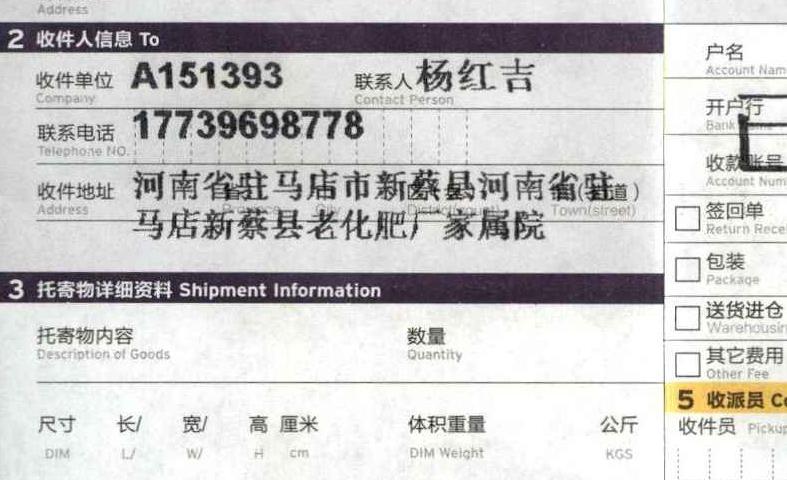 Address
2 收件人信息 To
收件单位 A151393 联系人 杨红吉
Company Contact Person
联系电话 17739698778
Telephone NO.
收件地址 河南省驻马店市新蔡县河南省驻
Address Province City District(County) Town(street)
马店新蔡县老化肥厂家属院
3 托寄物详细资料 Shipment Information
托寄物内容 数量
Description of Goods Quantity
尺寸 长/ 宽/ 高 厘米 体积重量 公斤
DIM L/ W/ H cm DIM Weight KGS
户名
Account Nam
开户行
Bank
收款账号
Account Num
签回单
Return Rece
包装
Package
送货进仓
Warehousin
其它费用
Other Fee
5 收派员 Co
收件员 Pickup